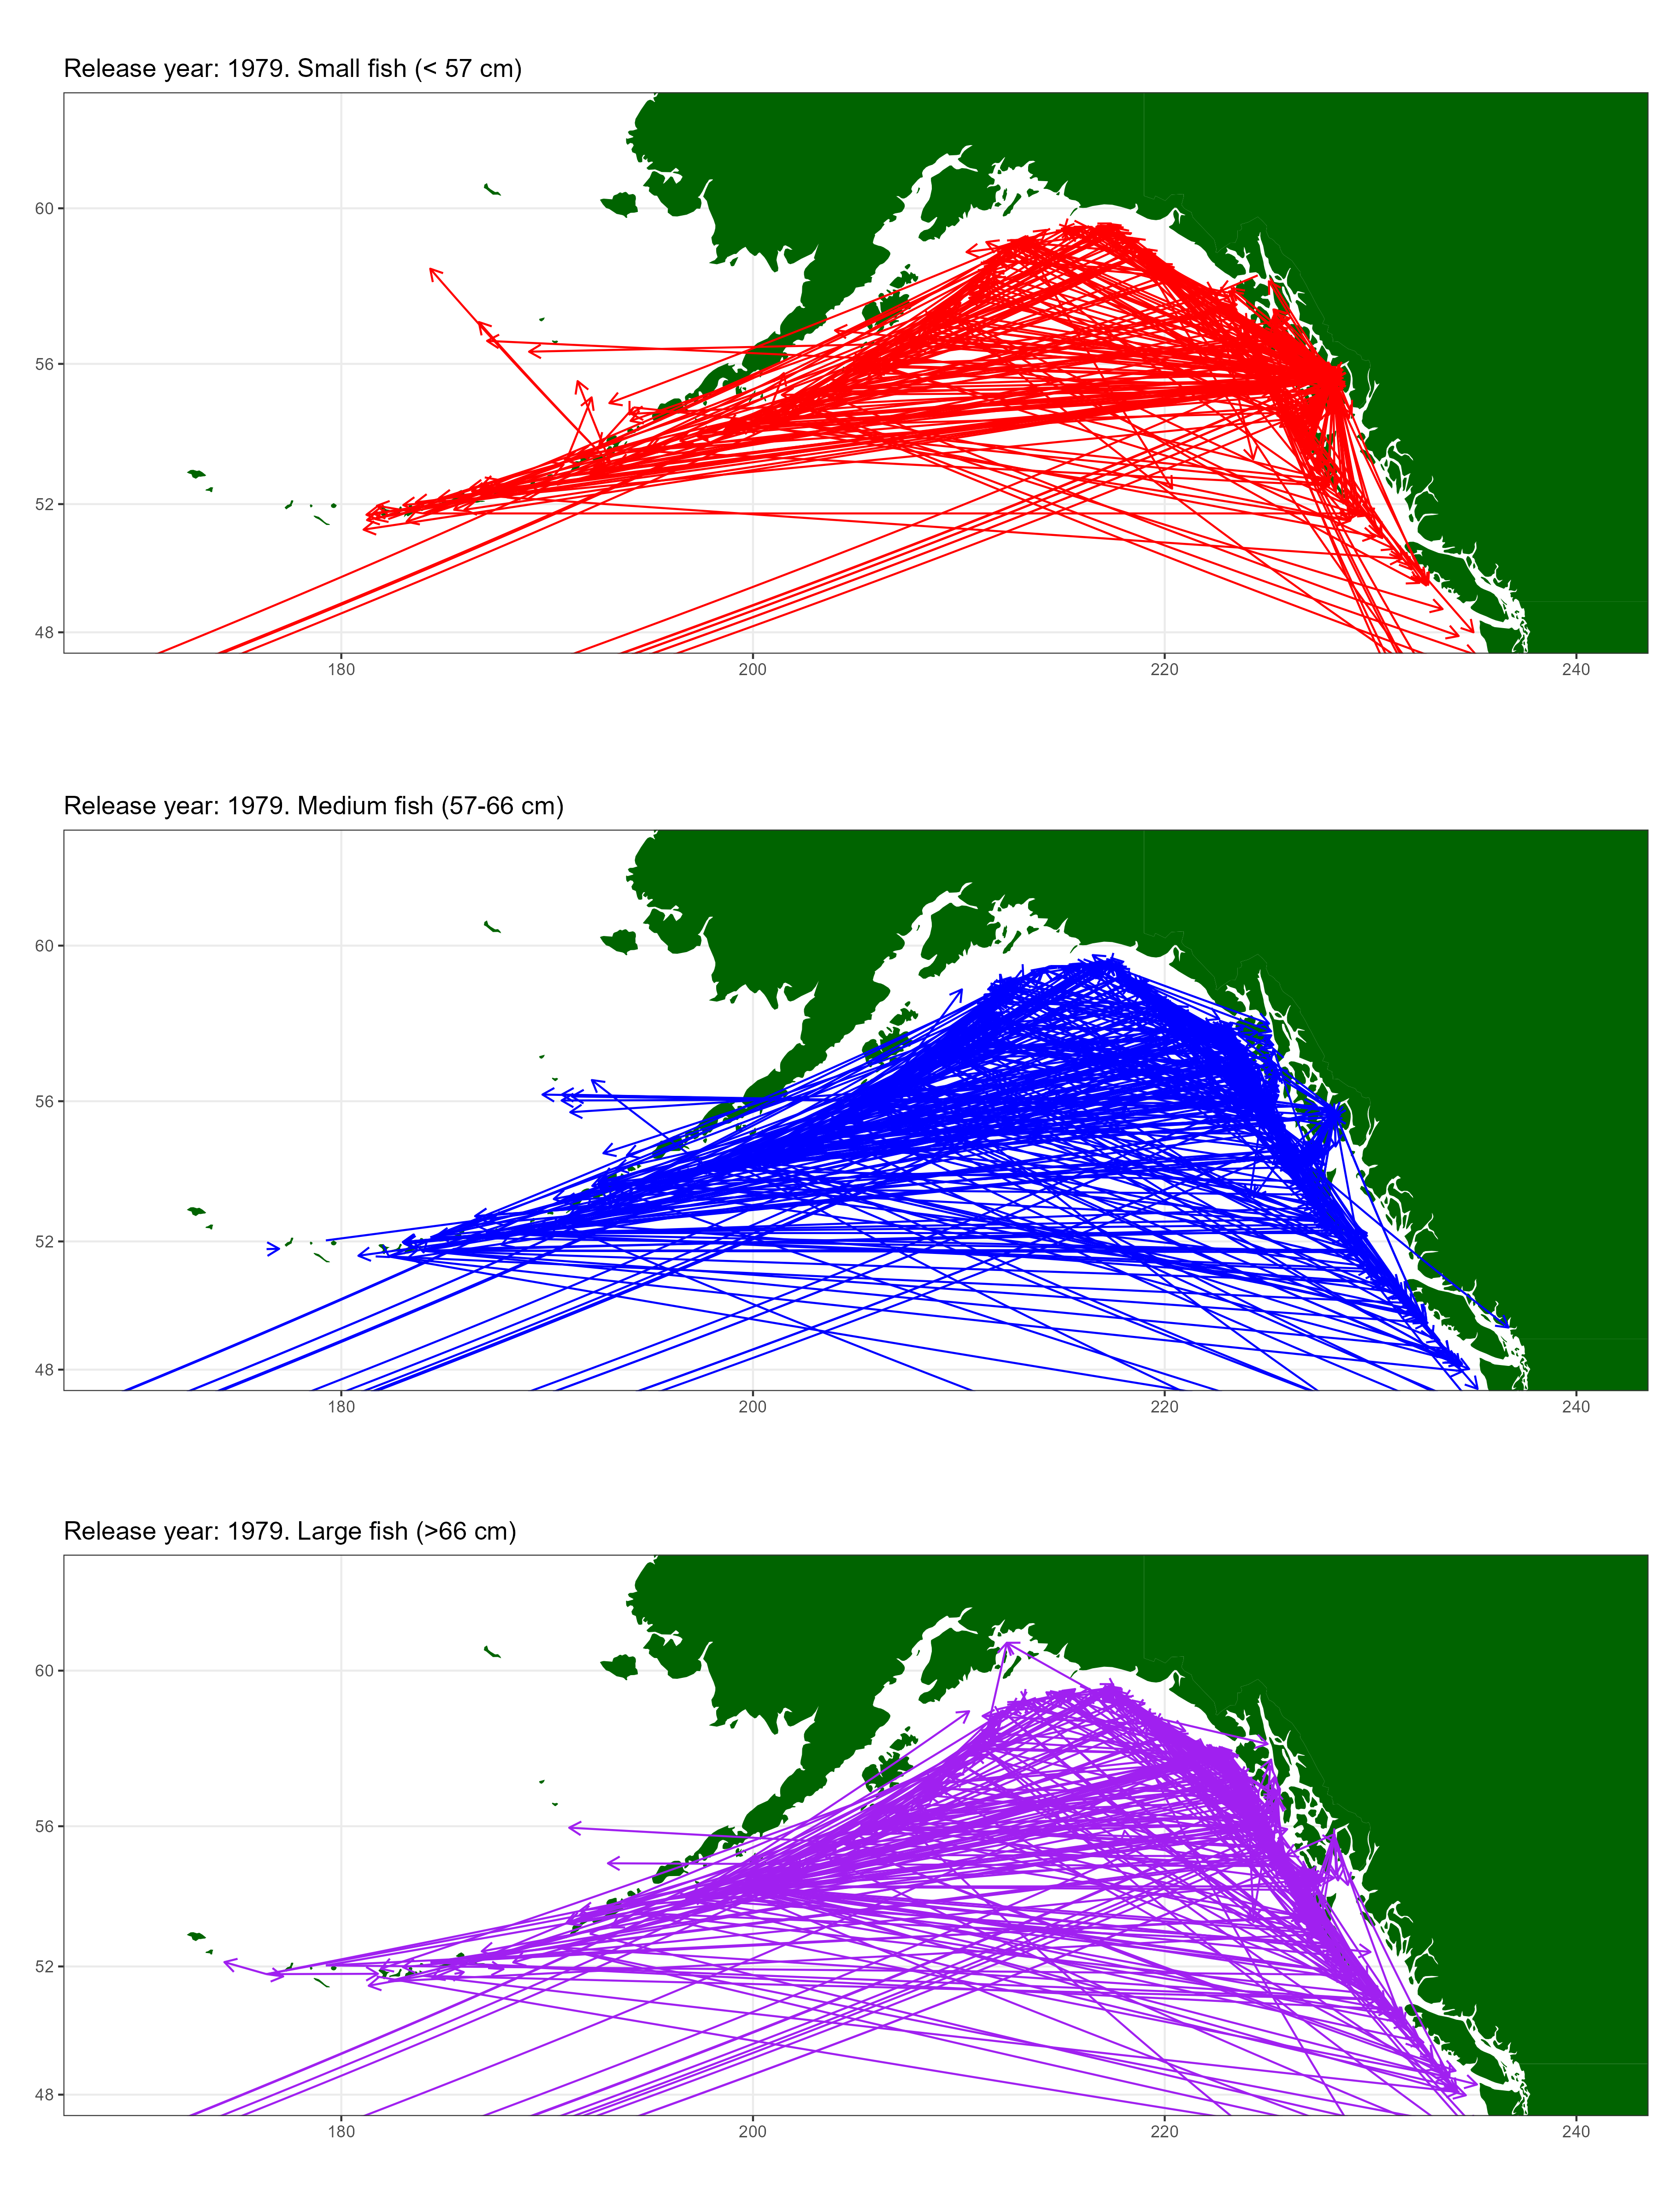 Release year: 1979. Small fish (< 57 cm)
60
56
52
48
180 200 220 240
Release year: 1979. Medium fish (57-66 cm)
60
56
52
48
180 200 220 240
Release year: 1979. Large fish (>66 cm)
60
56
52
48
180 200 220 240